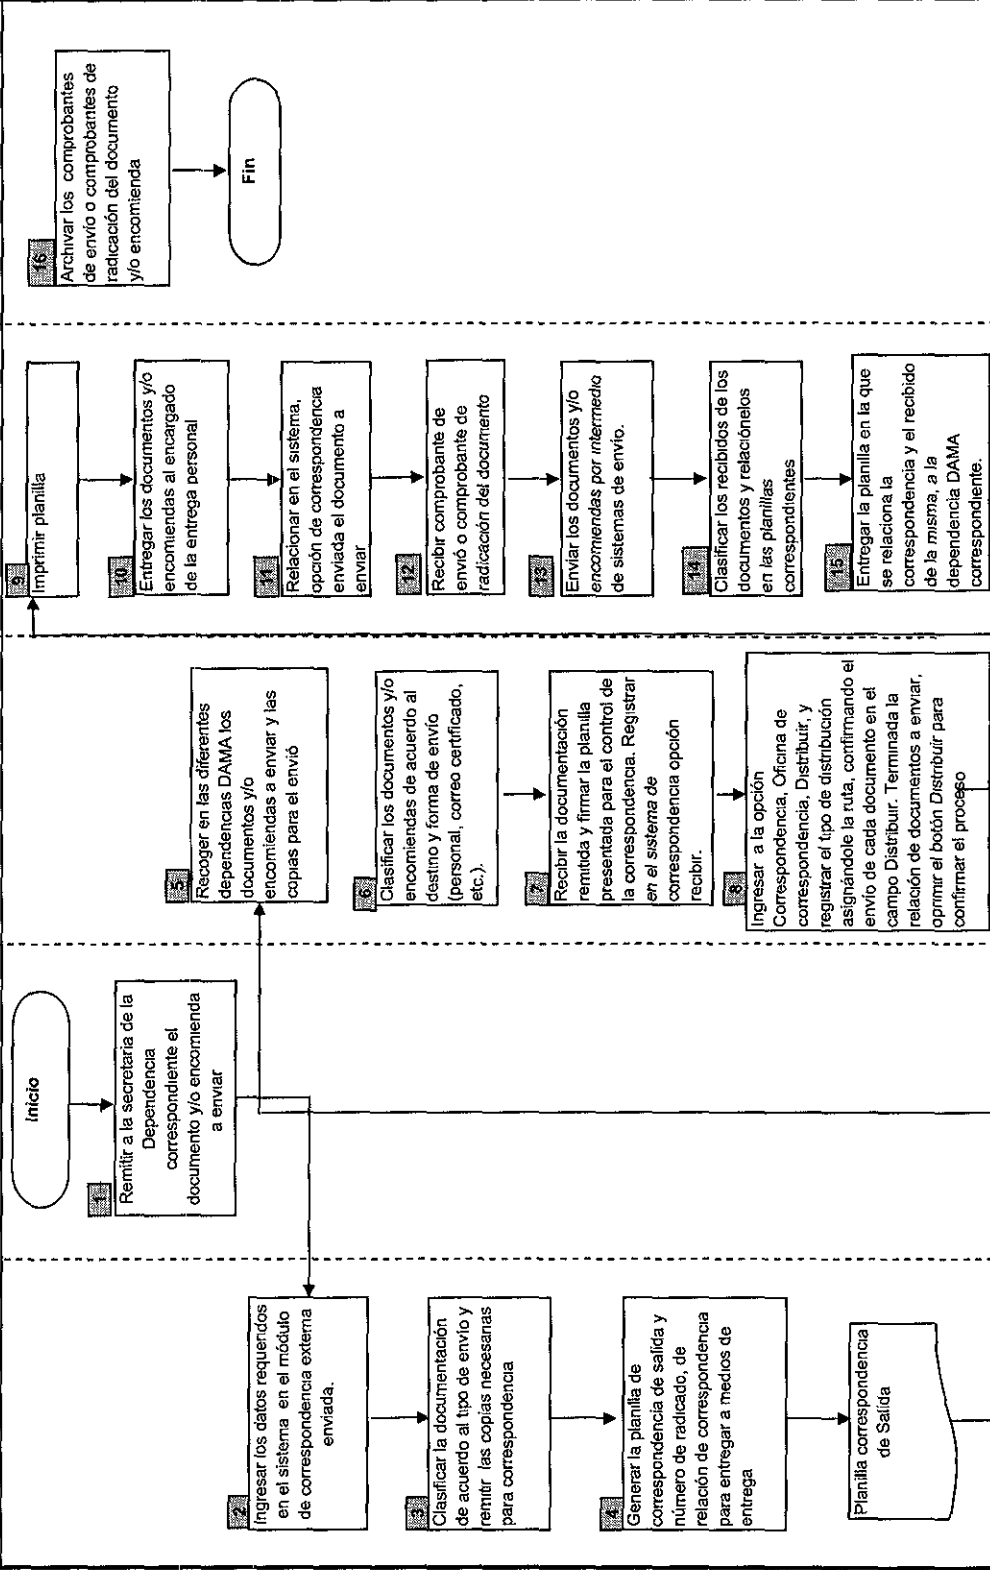 Inicio
1
Remitir a la secretaria de la
Dependencia
correspondiente el
documento y/o encomienda
a enviar
2
Ingresar los datos requeridos
en el sistema en el módulo
de correspondencia externa
enviada.
3
Clasificar la documentación
de acuerdo al tipo de envío y
remitir las copias necesarias
para correspondencia
4
Generar la planilla de
correspondencia de salida y
número de radicado, de
relación de correspondencia
para entregar a medios de
entrega
Planilla correspondencia
de Salida
5
Recoger en las diferentes
dependencias DAMA los
documentos y/o
encomiendas a enviar y las
copias para el envió
6
Clasificar los documentos y/o
encomiendas de acuerdo al
destino y forma de envío
(personal, correo certificado,
etc.).
7
Recibir la documentación
remitida y firmar la planilla
presentada para el control de
la correspondencia. Registrar
en el sistema de
correspondencia opción
recibir.
8
Ingresar a la opción
Correspondencia, Oficina de
correspondencia, Distribuir, y
registrar el tipo de distribución
asignándole la ruta, confirmando el
envío de cada documento en el
campo Distribuir. Terminada la
relación de documentos a enviar,
oprimir el botón Distribuir para
confirmar el proceso
9
Imprimir planilla
10
Entregar los documentos y/o
encomiendas al encargado
de la entrega personal
11
Relacionar en el sistema,
opción de correspondencia
enviada el documento a
enviar
12
Recibir comprobante de
envió o comprobante de
radicación del documento
13
Enviar los documentos y/o
encomiendas por intermedio
de sistemas de envío.
14
Clasificar los recibidos de los
documentos y relaciónelos
en las planillas
correspondientes
15
Entregar la planilla en la que
se relaciona la
correspondencia y el recibido
de la misma, a la
dependencia DAMA
correspondiente.
16
Archivar los comprobantes
de envío o comprobantes de
radicación del documento
y/o encomienda
Fin